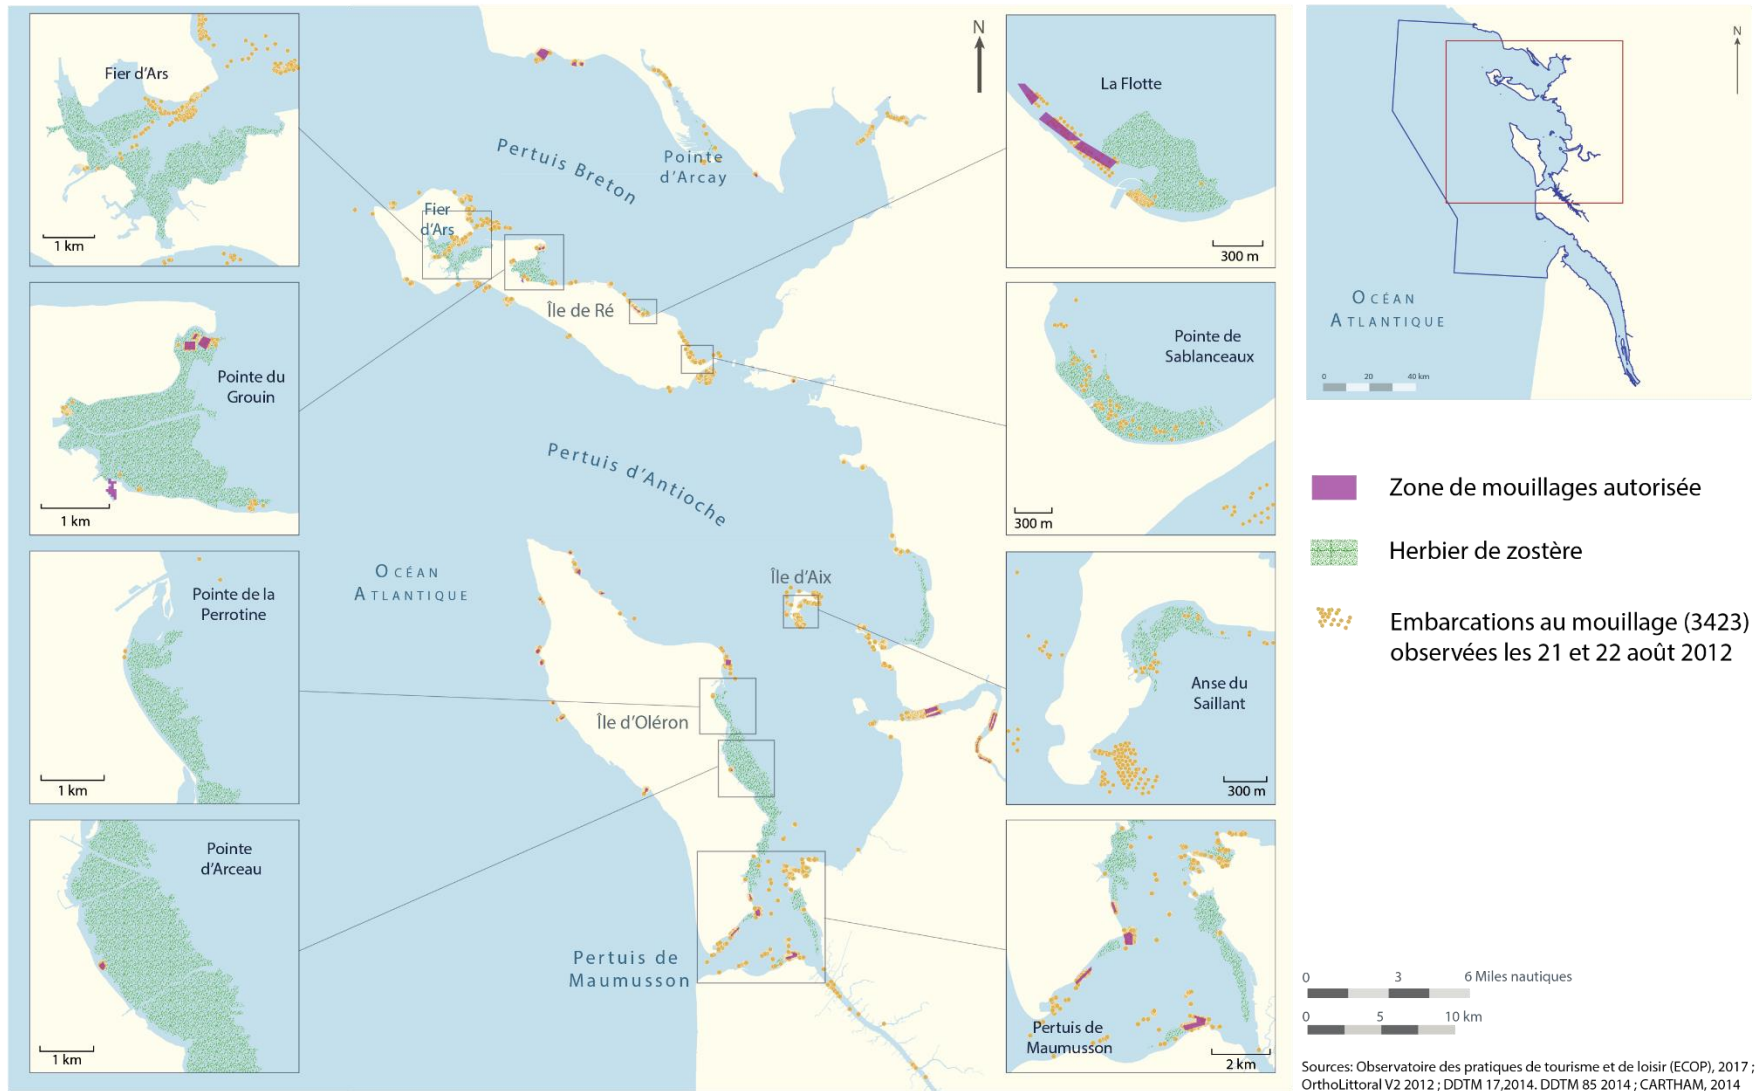 Fier d'Ars
1 km
Pointe du
Grouin
1 km
Pointe de la
Perrotine
1 km
Pointe
d'Arceau
1 km
N
Pertuis Breton
Pointe
d'Arcay
Fier
d'Ars
Île de Ré
Pertuis d'Antioche
OCÉAN
ATLANTIQUE
Île d'Aix
Île d'Oléron
Pertuis de
Maumusson
La Flotte
300 m
Pointe de
Sablanceaux
300 m
Anse du
Saillant
300 m
Pertuis de
Maumusson
2 km
N
OCÉAN
ATLANTIQUE
0 20 40 km
Zone de mouillages autorisée
Herbier de zostère
Embarcations au mouillage (3423)
observées les 21 et 22 août 2012
0 3 6 Miles nautiques
0 5 10 km
Sources: Observatoire des pratiques de tourisme et de loisir (ECOP), 2017 ;
OrthoLittoral V2 2012 ; DDTM 17,2014. DDTM 85 2014 ; CARTHAM, 2014